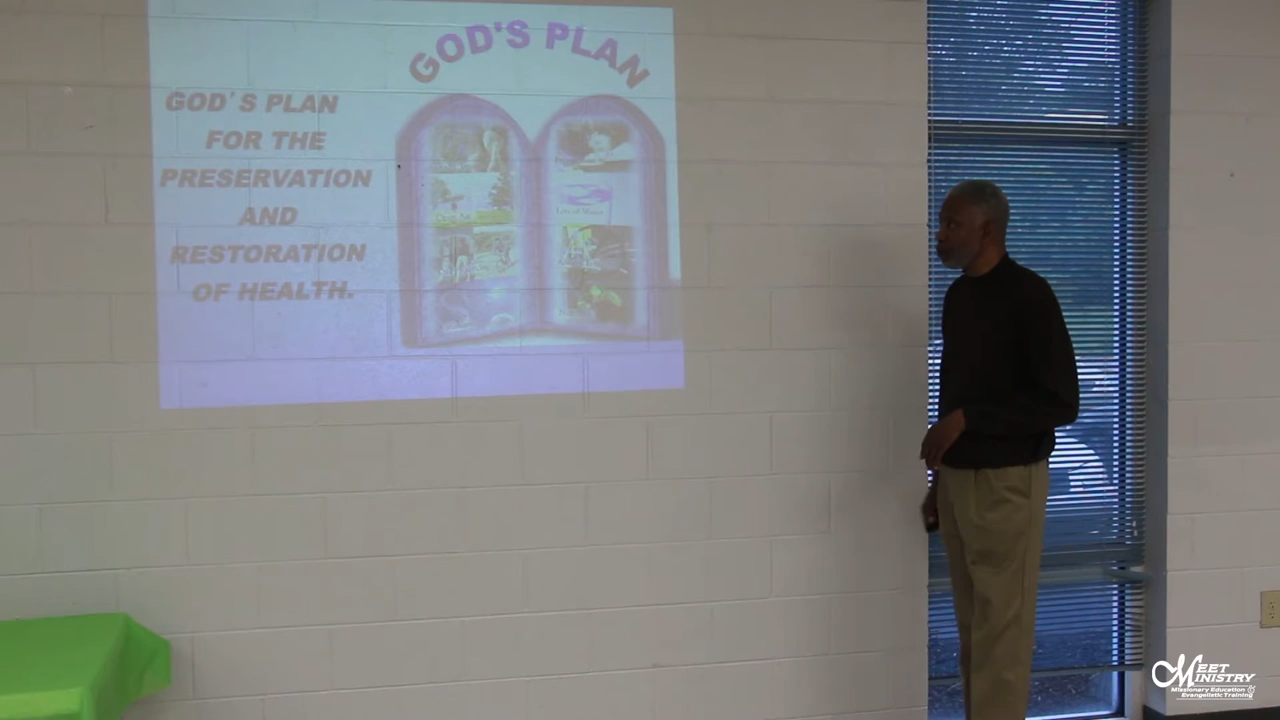 GOD'S PLAN
GOD'S PLAN
FOR THE
PRESERVATION
AND
RESTORATION
OF HEALTH.
MEET
MINISTRY
Missionary Education &
Evangelistic Training